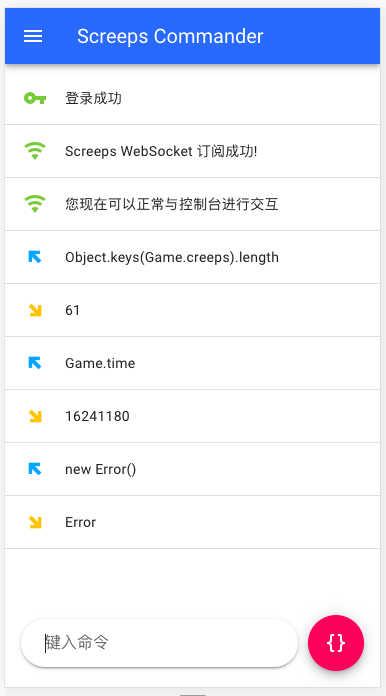 Screeps Commander
登录成功
Screeps WebSocket 订阅成功!
您现在可以正常与控制台进行交互
Object.keys(Game.creeps).length
61
Game.time
16241180
new Error()
Error
键入命令
{}